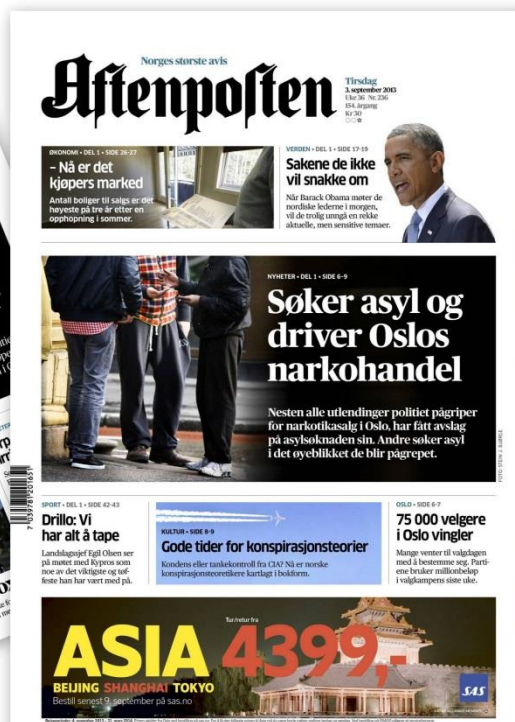 Norges største avis
Aftenposten
Tirsdag
3. september 2013
Uke 36 Nr. 236
154. årgang
Kr 30
ØKONOMI • DEL 1 • SIDE 26-27
– Nå er det
kjøpers marked
Antall boliger til salgs er det
høyeste på tre år etter en
opphopning i sommer.
VERDEN • DEL 1 • SIDE 17-19
Sakene de ikke
vil snakke om
Når Barack Obama møter de
nordiske lederne i morgen,
vil de trolig unngå en rekke
aktuelle, men sensitive temaer.
NYHETER • DEL 1 • SIDE 6-9
Søker asyl og
driver Oslos
narkohandel
Nesten alle utlendinger politiet pågriper
for narkotikasalg i Oslo, har fått avslag
på asylsøknaden sin. Andre søker asyl
i det øyeblikket de blir pågrepet.
FOTO: STEIN J. BJØRGE
7 039781 201651
SPORT • DEL 1 • SIDE 42-43
Drillo: Vi
har alt å tape
Landslagssjef Egil Olsen ser
på møtet med Kypros som
noe av det viktigste og tøf-
feste han har vært med på.
KULTUR • SIDE 8-9
Gode tider for konspirasjonsteorier
Kondens eller tankekontroll fra CIA? Nå er norske
konspirasjonsteoretikere kartlagt i bokform.
OSLO • SIDE 6-7
75 000 velgere
i Oslo vingler
Mange venter til valgdagen
med å bestemme seg. Parti-
ene bruker millionbeløp
i valgkampens siste uke.
Tur/retur fra
ASIA 4399,-
BEIJING SHANGHAI TOKYO
Bestill senest 9. september på sas.no
SAS